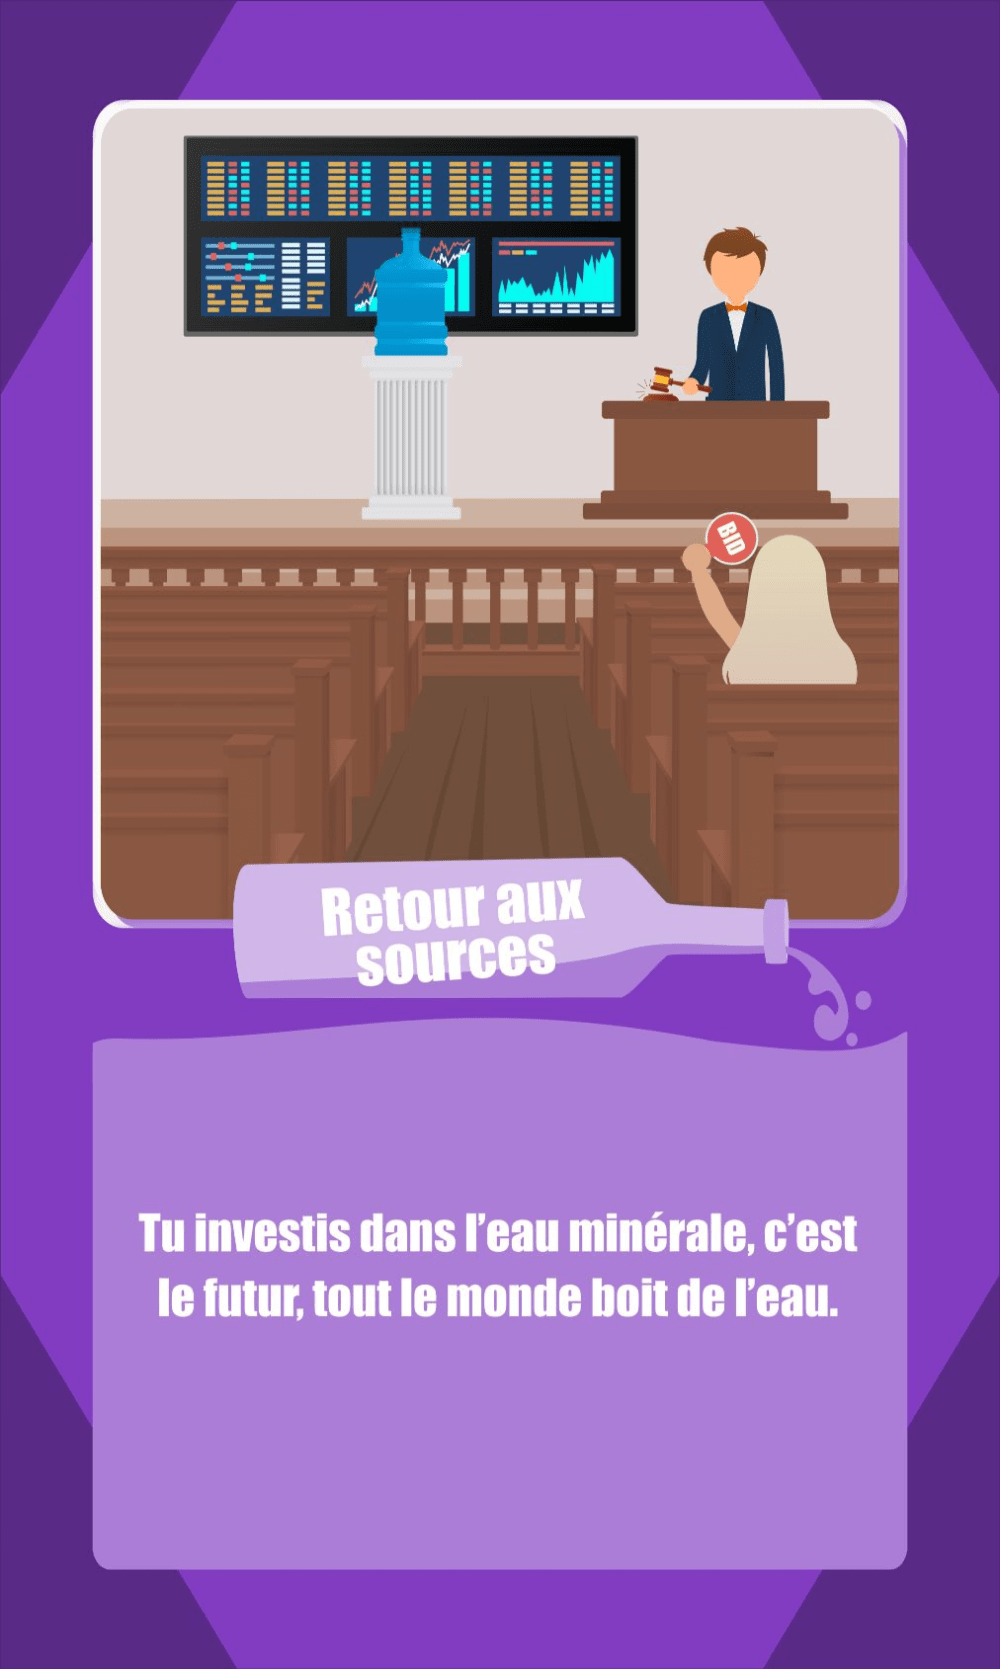 BID
Retour aux
sources
Tu investis dans l’eau minérale, c’est
le futur, tout le monde boit de l’eau.